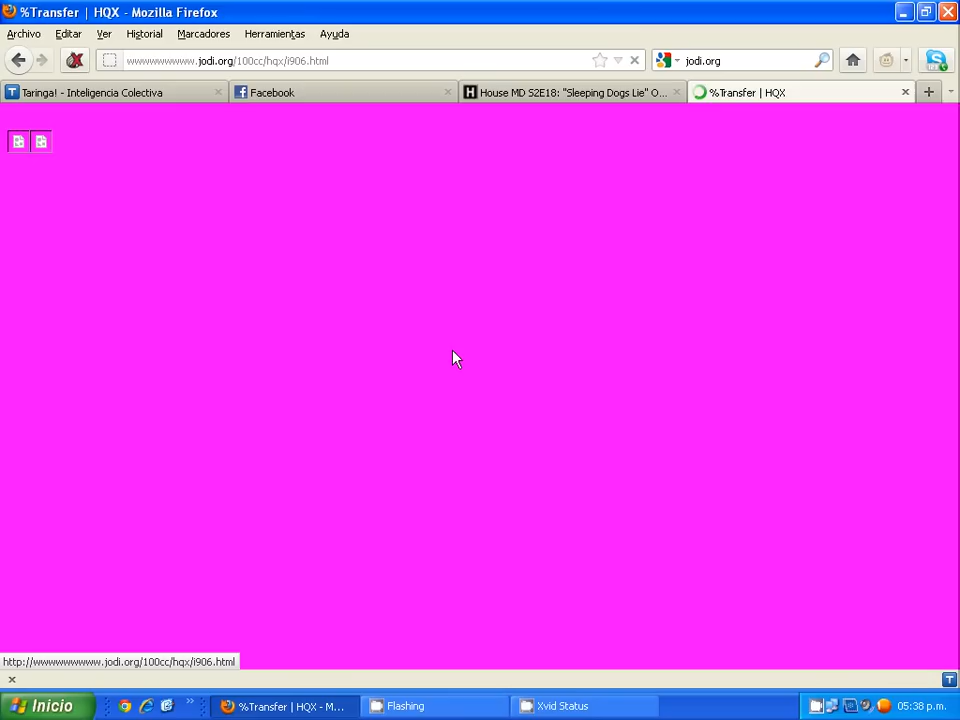 %Transfer | HQX - Mozilla Firefox
Archivo Editar Ver Historial Marcadores Herramientas Ayuda
wwwwwwwww.jodi.org/100cc/hqx/i906.html jodi.org
Taringa! - Inteligencia Colectiva Facebook House MD S2E18: "Sleeping Dogs Lie" O... %Transfer | HQX
http://wwwwwwwww.jodi.org/100cc/hqx/i906.html
Inicio %Transfer | HQX - M... Flashing Xvid Status 05:38 p.m.